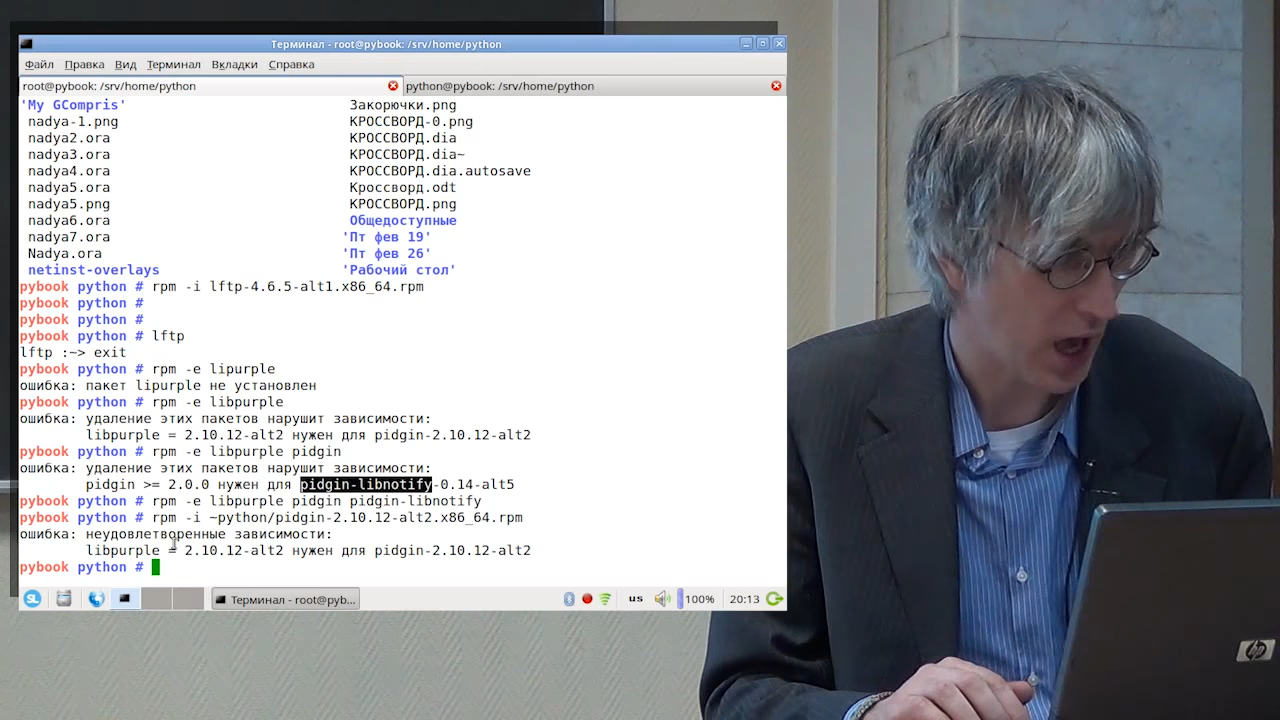 Терминал - root@pybook: /srv/home/python
Файл Правка Вид Терминал Вкладки Справка
root@pybook: /srv/home/python python@pybook: /srv/home/python
'My GCompris' Закорючки.png
nadya-1.png КРОССВОРД-0.png
nadya2.ora КРОССВОРД.dia
nadya3.ora КРОССВОРД.dia~
nadya4.ora КРОССВОРД.dia.autosave
nadya5.ora Кроссворд.odt
nadya5.png КРОССВОРД.png
nadya6.ora Общедоступные
nadya7.ora 'Пт фев 19'
Nadya.ora 'Пт фев 26'
netinst-overlays 'Рабочий стол'
pybook python # rpm -i lftp-4.6.5-alt1.x86_64.rpm
pybook python #
pybook python #
pybook python # lftp
lftp :~> exit
pybook python # rpm -e lipurple
ошибка: пакет lipurple не установлен
pybook python # rpm -e libpurple
ошибка: удаление этих пакетов нарушит зависимости:
libpurple = 2.10.12-alt2 нужен для pidgin-2.10.12-alt2
pybook python # rpm -e libpurple pidgin
ошибка: удаление этих пакетов нарушит зависимости:
pidgin >= 2.0.0 нужен для pidgin-libnotify-0.14-alt5
pybook python # rpm -e libpurple pidgin pidgin-libnotify
pybook python # rpm -i ~python/pidgin-2.10.12-alt2.x86_64.rpm
ошибка: неудовлетворенные зависимости:
libpurple = 2.10.12-alt2 нужен для pidgin-2.10.12-alt2
pybook python #
SL Терминал - root@pyb... us 100% 20:13
hp